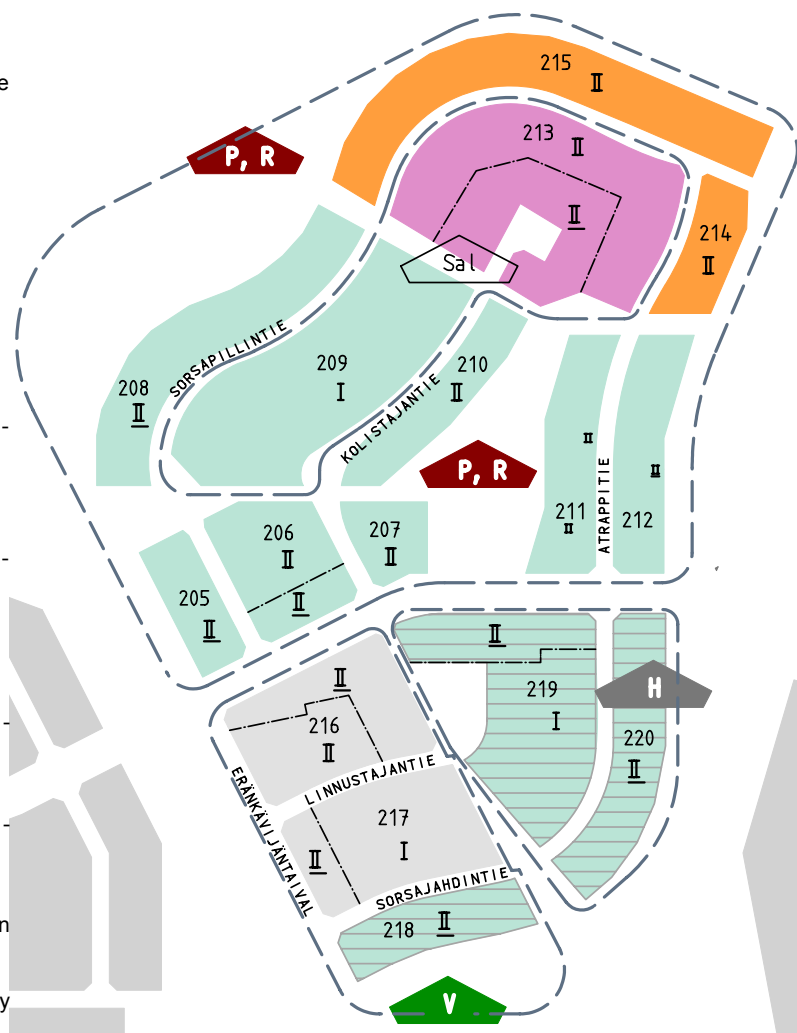 e
215
II
213
II
P, R
II
214
II
Sal
SORSAPILLINTIE
209
I
210
II
208
II
KOLISTAJANTIE
-
II
P, R
II
ATRAPPITIE
211
II
212
206
II
207
II
-
205
II
II
II
II
219
I
H
216
II
220
II
-
LINNUSTAJANTIE
ERÄNKÄVIJÄNTAIVAL
217
I
-
II
SORSAJAHDINTIE
218
II
n
V
y